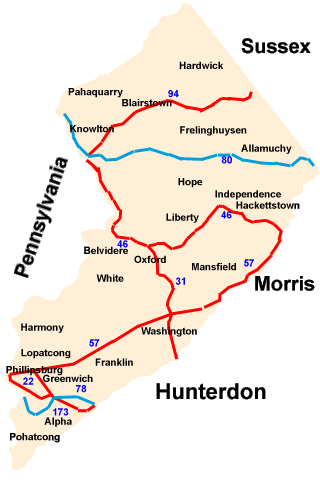 Sussex
Hardwick
Pahaquarry
94
Blairstown
Knowlton
Frelinghuysen
Allamuchy
80
Pennsylvania
Hope
Independence
Hackettstown
Liberty
46
46
Belvidere
Oxford
Mansfield
57
White
31
Morris
Harmony
Washington
57
Lopatcong
Franklin
Phillipsburg
Greenwich
22
78
Hunterdon
173
Alpha
Pohatcong